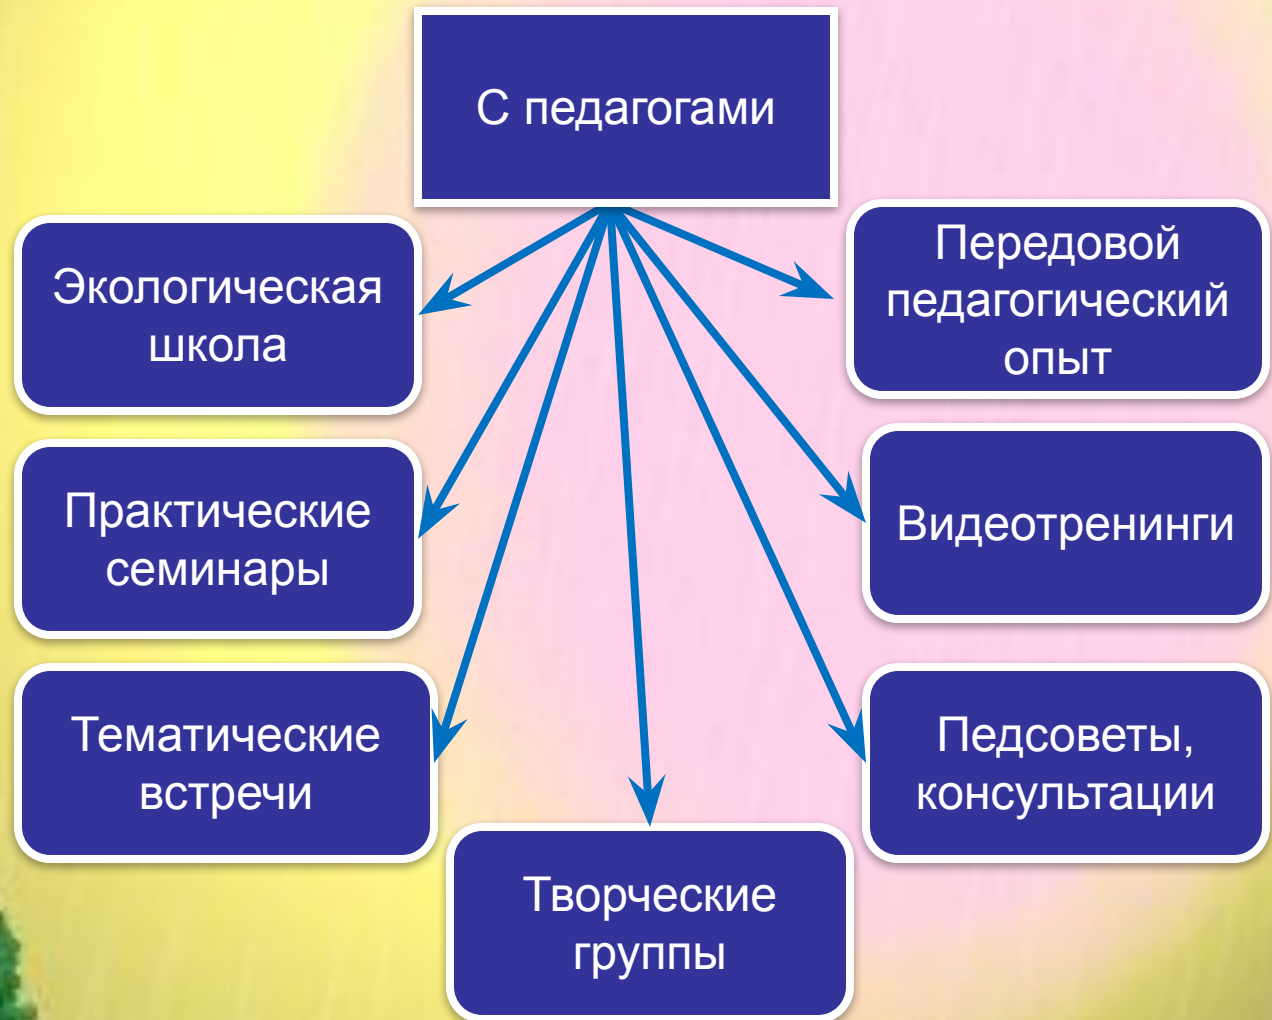 С педагогами
Экологическая
школа
Передовой
педагогический
опыт
Практические
семинары
Видеотренинги
Тематические
встречи
Педсоветы,
консультации
Творческие
группы